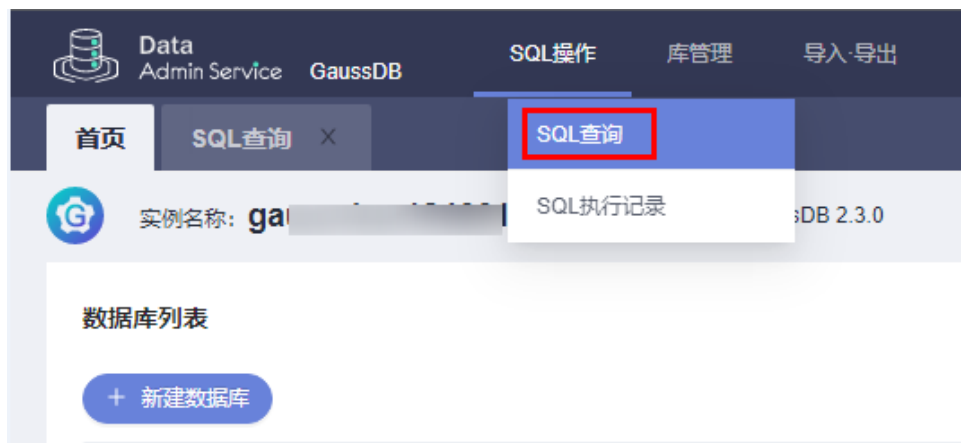 Data
Admin Service GaussDB SQL操作 库管理 导入·导出
首页 SQL查询 ×
SQL查询
SQL执行记录
实例名称: DB 2.3.0
数据库列表
+ 新建数据库